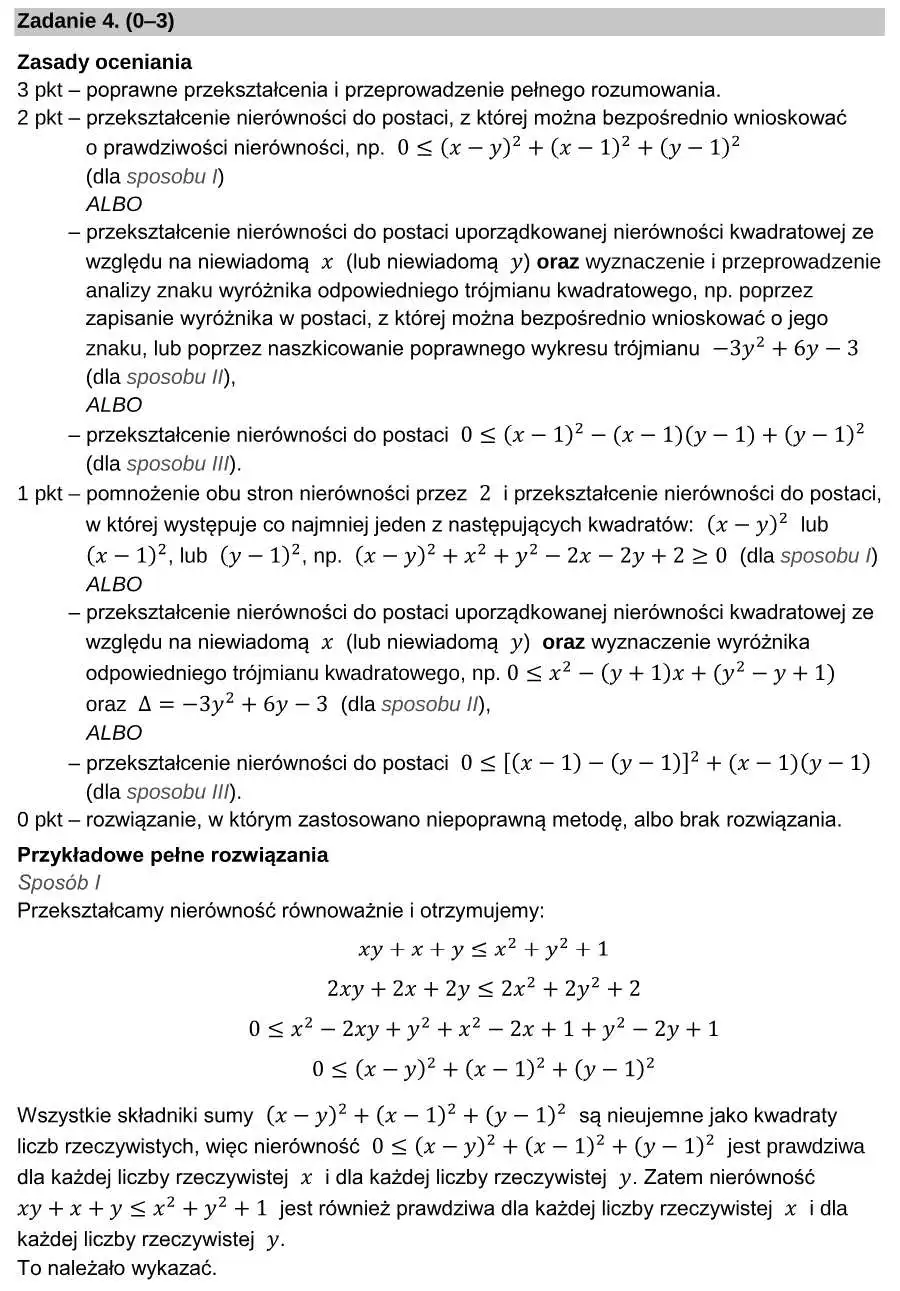 Zadanie 4. (0–3)
Zasady oceniania
3 pkt – poprawne przekształcenia i przeprowadzenie pełnego rozumowania.
2 pkt – przekształcenie nierówności do postaci, z której można bezpośrednio wnioskować
o prawdziwości nierówności, np. 0 ≤ (x − y)² + (x − 1)² + (y − 1)²
(dla sposobu I)
ALBO
– przekształcenie nierówności do postaci uporządkowanej nierówności kwadratowej ze
względu na niewiadomą x (lub niewiadomą y) oraz wyznaczenie i przeprowadzenie
analizy znaku wyróżnika odpowiedniego trójmianu kwadratowego, np. poprzez
zapisanie wyróżnika w postaci, z której można bezpośrednio wnioskować o jego
znaku, lub poprzez naszkicowanie poprawnego wykresu trójmianu −3y² + 6y − 3
(dla sposobu II),
ALBO
– przekształcenie nierówności do postaci 0 ≤ (x − 1)² − (x − 1)(y − 1) + (y − 1)²
(dla sposobu III).
1 pkt – pomnożenie obu stron nierówności przez 2 i przekształcenie nierówności do postaci,
w której występuje co najmniej jeden z następujących kwadratów: (x − y)² lub
(x − 1)², lub (y − 1)², np. (x − y)² + x² + y² − 2x − 2y + 2 ≥ 0 (dla sposobu I)
ALBO
– przekształcenie nierówności do postaci uporządkowanej nierówności kwadratowej ze
względu na niewiadomą x (lub niewiadomą y) oraz wyznaczenie wyróżnika
odpowiedniego trójmianu kwadratowego, np. 0 ≤ x² − (y + 1)x + (y² − y + 1)
oraz Δ = −3y² + 6y − 3 (dla sposobu II),
ALBO
– przekształcenie nierówności do postaci 0 ≤ [(x − 1) − (y − 1)]² + (x − 1)(y − 1)
(dla sposobu III).
0 pkt – rozwiązanie, w którym zastosowano niepoprawną metodę, albo brak rozwiązania.
Przykładowe pełne rozwiązania
Sposób I
Przekształcamy nierówność równoważnie i otrzymujemy:
xy + x + y ≤ x² + y² + 1
2xy + 2x + 2y ≤ 2x² + 2y² + 2
0 ≤ x² − 2xy + y² + x² − 2x + 1 + y² − 2y + 1
0 ≤ (x − y)² + (x − 1)² + (y − 1)²
Wszystkie składniki sumy (x − y)² + (x − 1)² + (y − 1)² są nieujemne jako kwadraty
liczb rzeczywistych, więc nierówność 0 ≤ (x − y)² + (x − 1)² + (y − 1)² jest prawdziwa
dla każdej liczby rzeczywistej x i dla każdej liczby rzeczywistej y. Zatem nierówność
xy + x + y ≤ x² + y² + 1 jest również prawdziwa dla każdej liczby rzeczywistej x i dla
każdej liczby rzeczywistej y.
To należało wykazać.